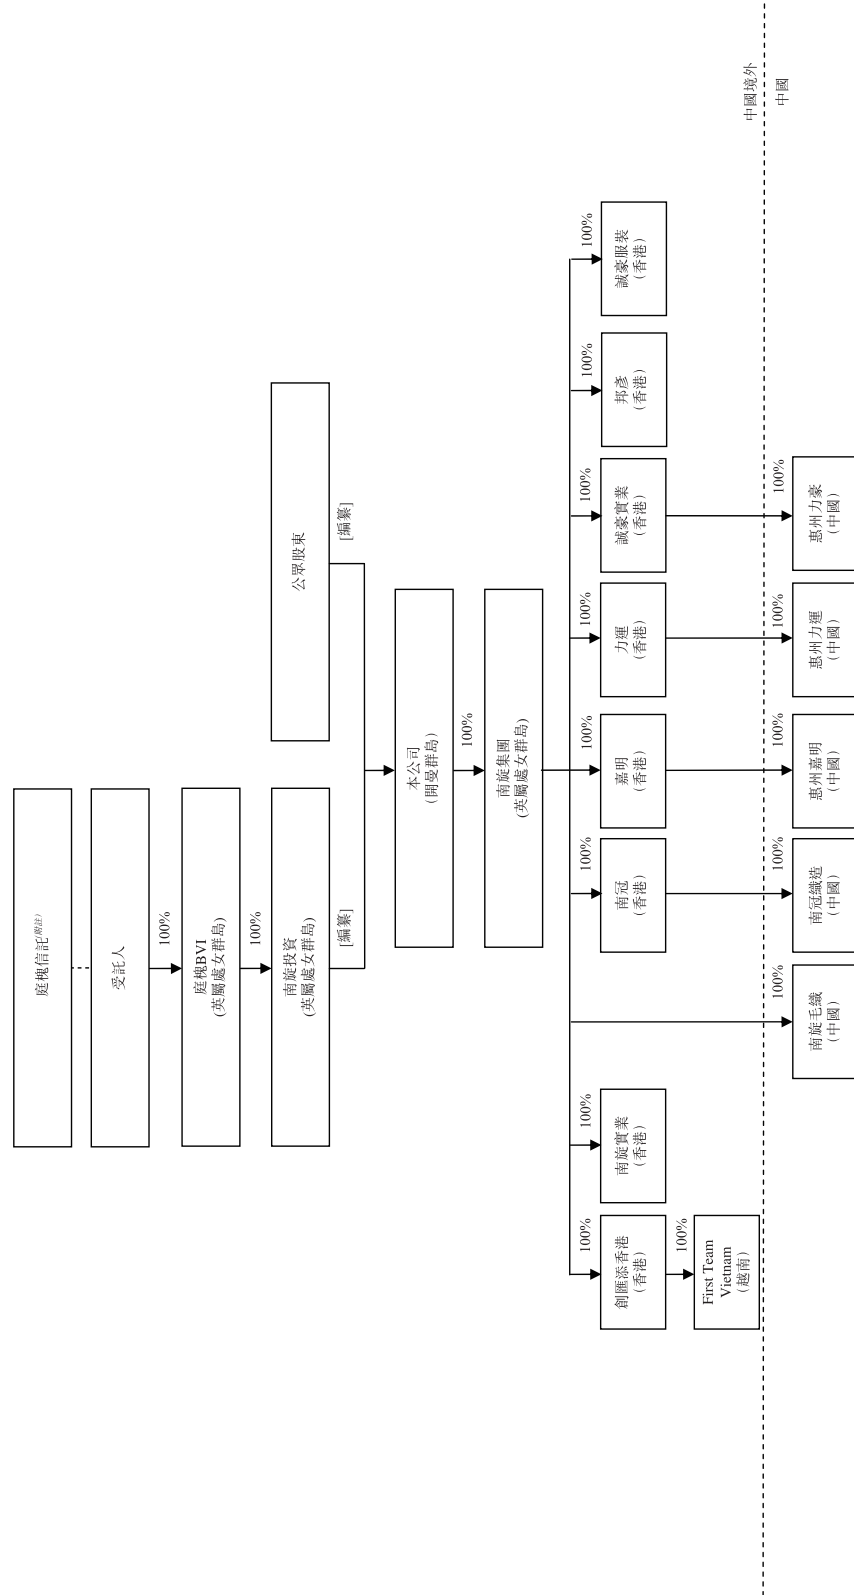 庭槐信託(附註)
受託人
100%
庭槐BVI
(英屬處女群島)
100%
南旋投資
(英屬處女群島)
公眾股東
[編纂]
[編纂]
本公司
(開曼群島)
100%
南旋集團
(英屬處女群島)
100%
創匯添香港
(香港)
100%
南旋實業
(香港)
100%
南冠
(香港)
100%
嘉明
(香港)
100%
力運
(香港)
100%
誠豪實業
(香港)
100%
邦彥
(香港)
100%
誠豪服裝
(香港)
100%
First Team
Vietnam
(越南)
中國境外
中國
100%
南旋毛織
(中國)
100%
南冠織造
(中國)
100%
惠州嘉明
(中國)
100%
惠州力運
(中國)
100%
惠州力豪
(中國)